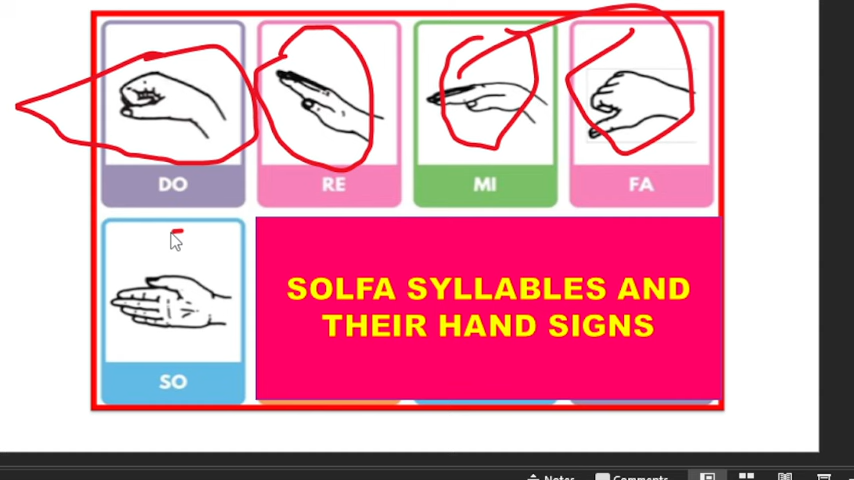 DO
RE
MI
FA
SO
SOLFA SYLLABLES AND
THEIR HAND SIGNS
Notes
Comments